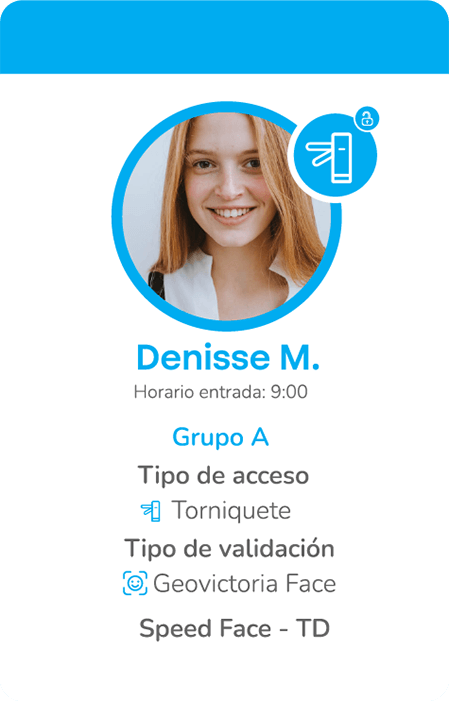 Denisse M.
Horario entrada: 9:00
Grupo A
Tipo de acceso
Torniquete
Tipo de validación
Geovictoria Face
Speed Face - TD